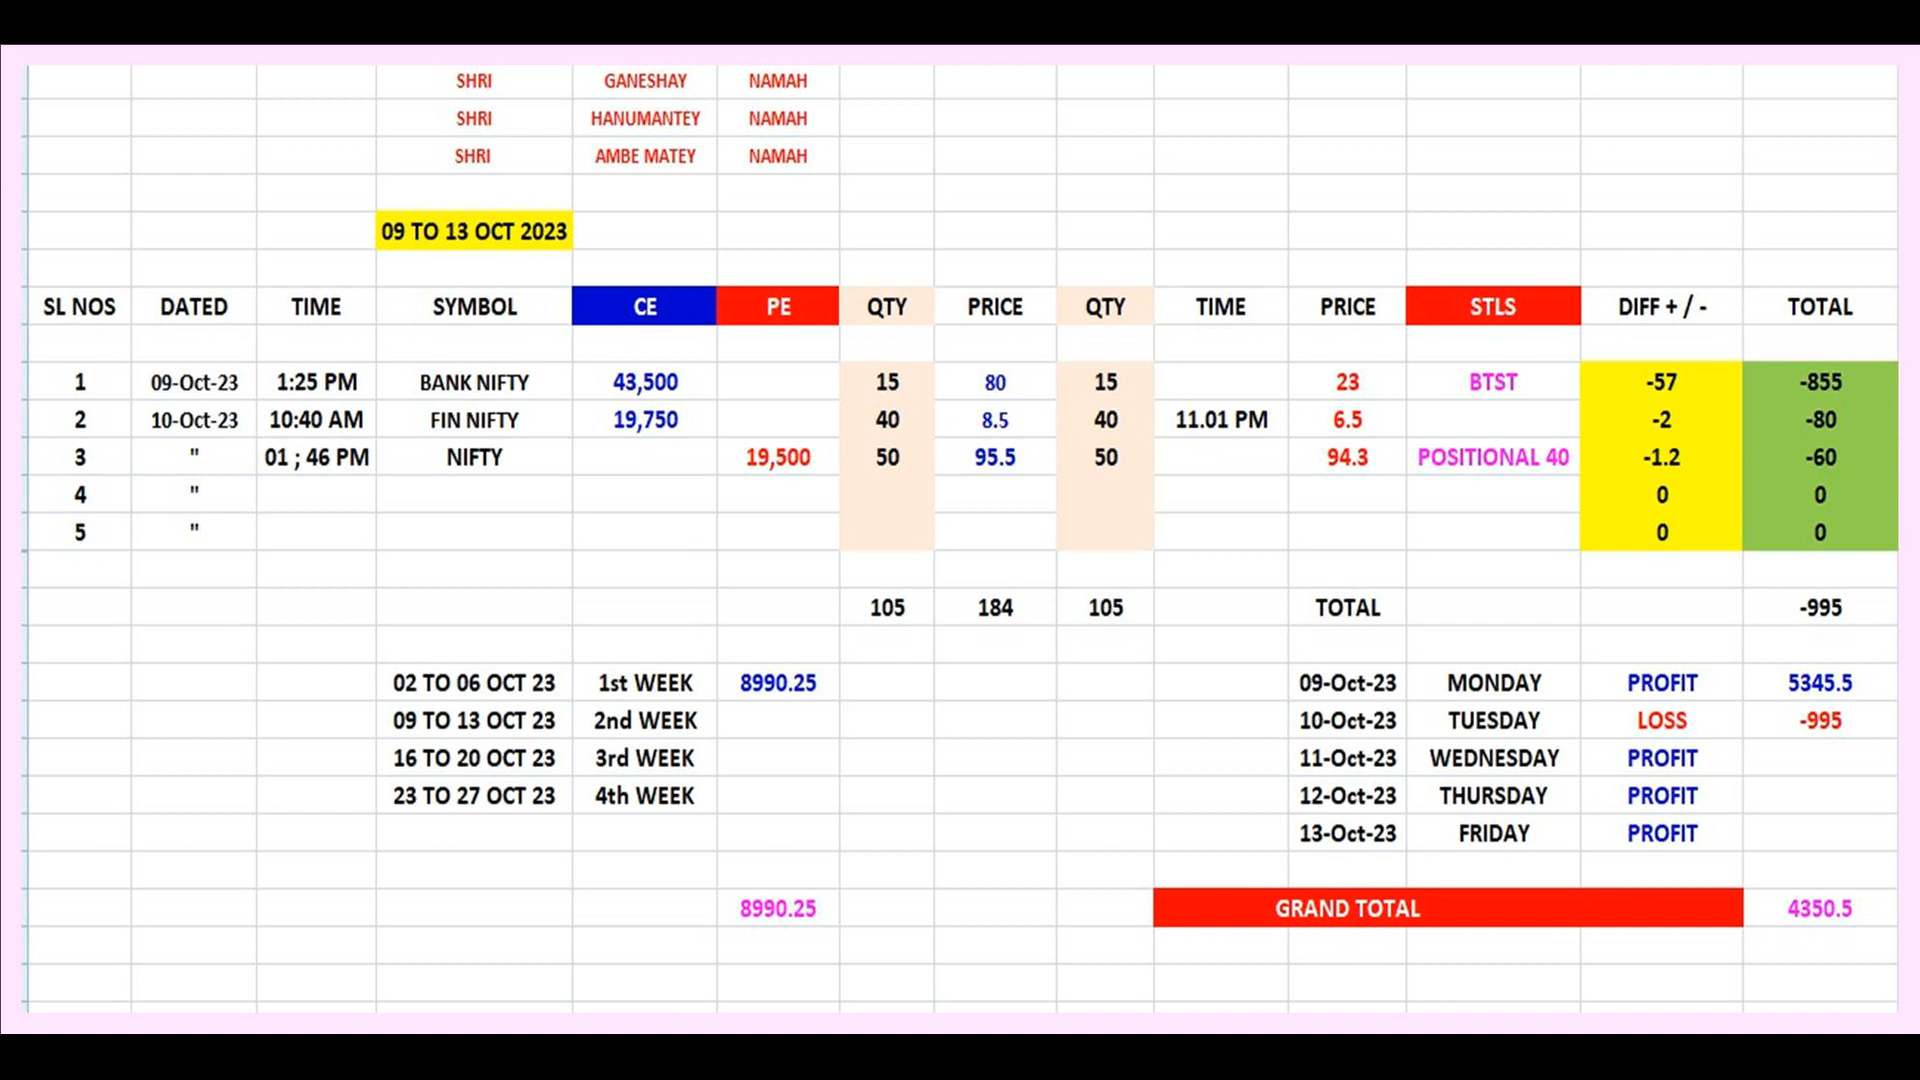 SHRI GANESHAY NAMAH
SHRI HANUMANTEY NAMAH
SHRI AMBE MATEY NAMAH
09 TO 13 OCT 2023
SL NOS DATED TIME SYMBOL CE PE QTY PRICE QTY TIME PRICE STLS DIFF + / - TOTAL
1 09-Oct-23 1:25 PM BANK NIFTY 43,500 15 80 15 23 BTST -57 -855
2 10-Oct-23 10:40 AM FIN NIFTY 19,750 40 8.5 40 11.01 PM 6.5 -2 -80
3 " 01 ; 46 PM NIFTY 19,500 50 95.5 50 94.3 POSITIONAL 40 -1.2 -60
4 " 0 0
5 " 0 0
105 184 105 TOTAL -995
02 TO 06 OCT 23 1st WEEK 8990.25 09-Oct-23 MONDAY PROFIT 5345.5
09 TO 13 OCT 23 2nd WEEK 10-Oct-23 TUESDAY LOSS -995
16 TO 20 OCT 23 3rd WEEK 11-Oct-23 WEDNESDAY PROFIT
23 TO 27 OCT 23 4th WEEK 12-Oct-23 THURSDAY PROFIT
13-Oct-23 FRIDAY PROFIT
8990.25 GRAND TOTAL 4350.5